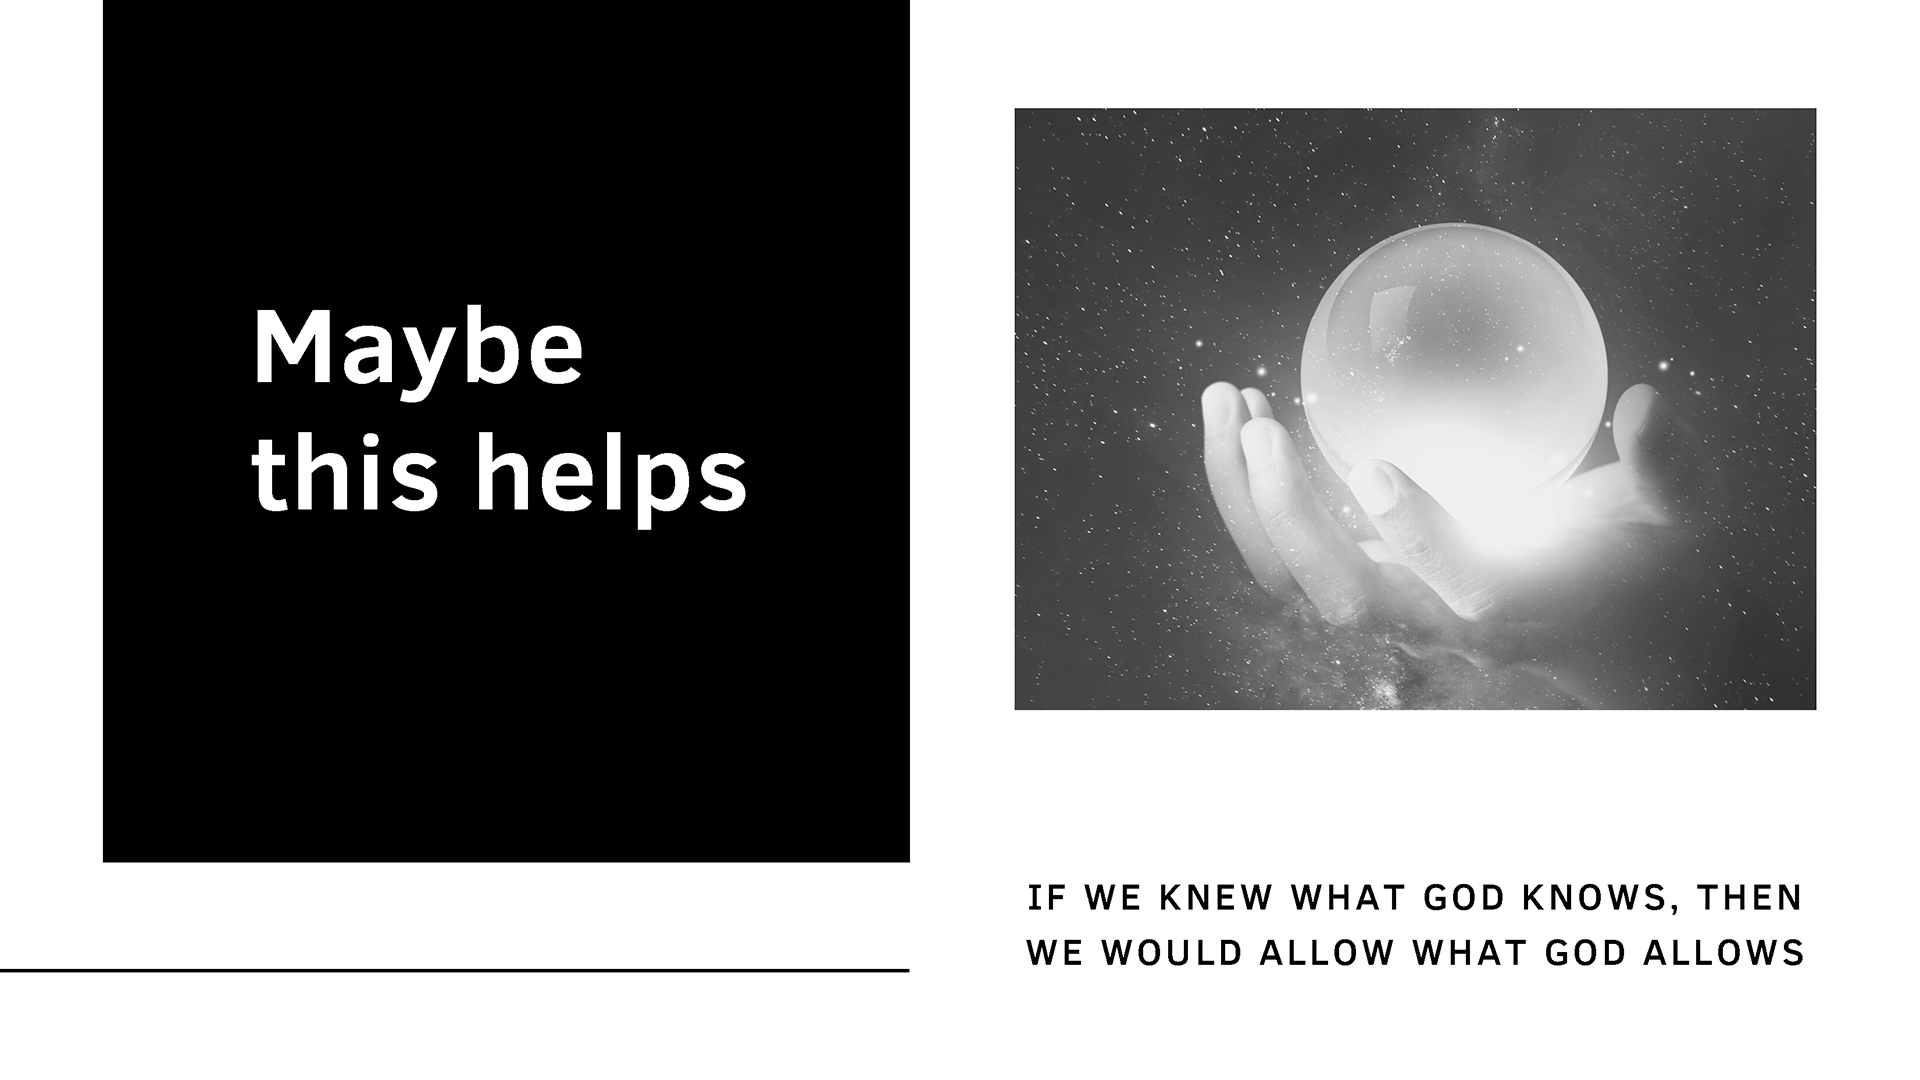 Maybe
this helps
IF WE KNEW WHAT GOD KNOWS, THEN
WE WOULD ALLOW WHAT GOD ALLOWS